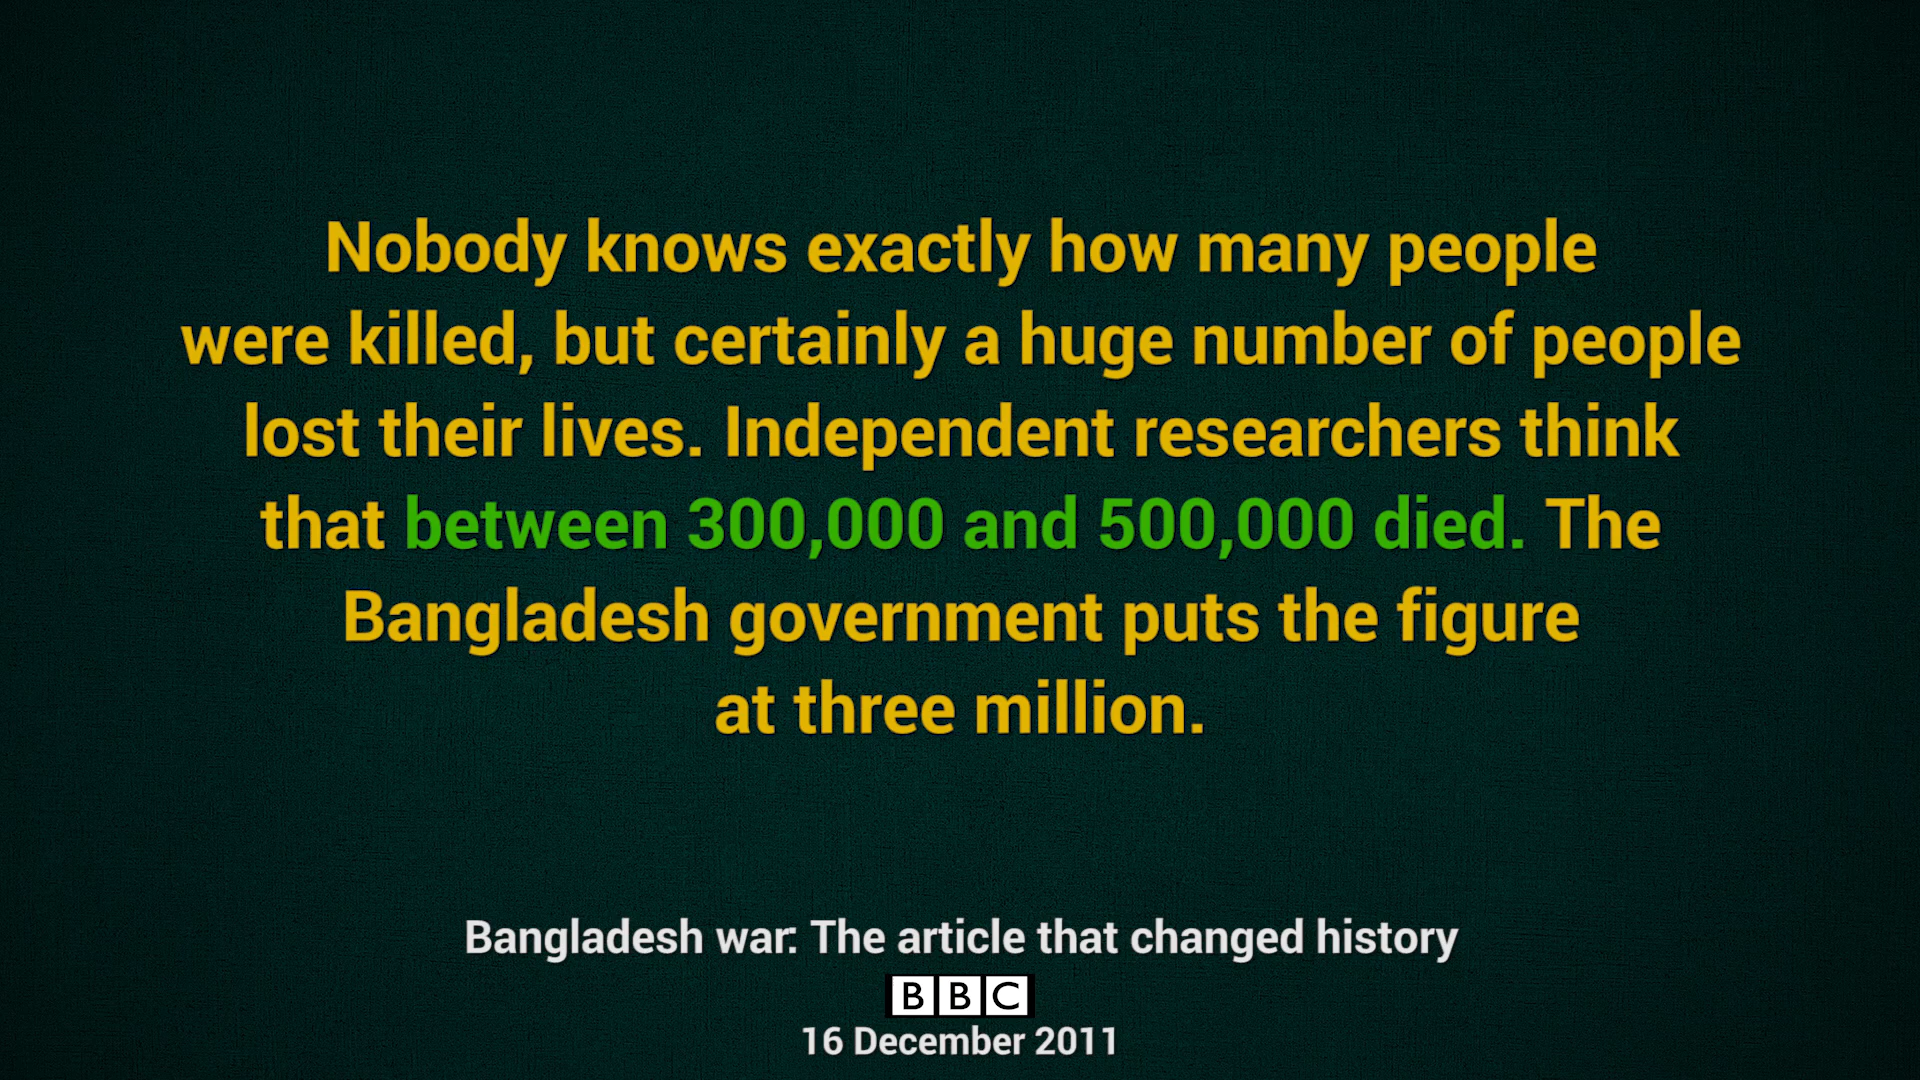 Nobody knows exactly how many people
were killed, but certainly a huge number of people
lost their lives. Independent researchers think
that between 300,000 and 500,000 died. The
Bangladesh government puts the figure
at three million.
Bangladesh war: The article that changed history
BBC
16 December 2011